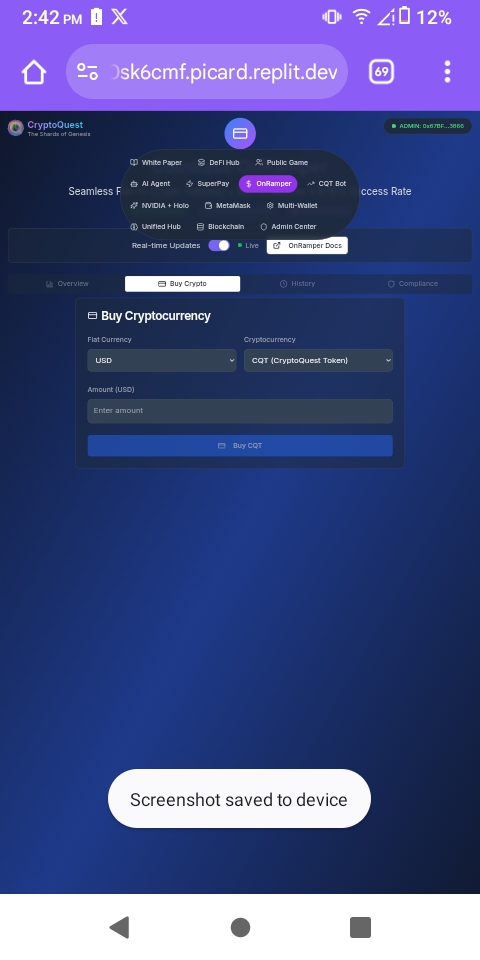 2:42 PM 12%
0sk6cmf.picard.replit.dev 69
CryptoQuest
The Shards of Genesis
ADMIN: 0x67BF...3866
White Paper DeFi Hub Public Game
AI Agent SuperPay OnRamper CQT Bot
Seamless F ccess Rate
NVIDIA + Holo MetaMask Multi-Wallet
Unified Hub Blockchain Admin Center
Real-time Updates Live OnRamper Docs
Overview Buy Crypto History Compliance
Buy Cryptocurrency
Fiat Currency Cryptocurrency
USD CQT (CryptoQuest Token)
Amount (USD)
Enter amount
Buy CQT
Screenshot saved to device